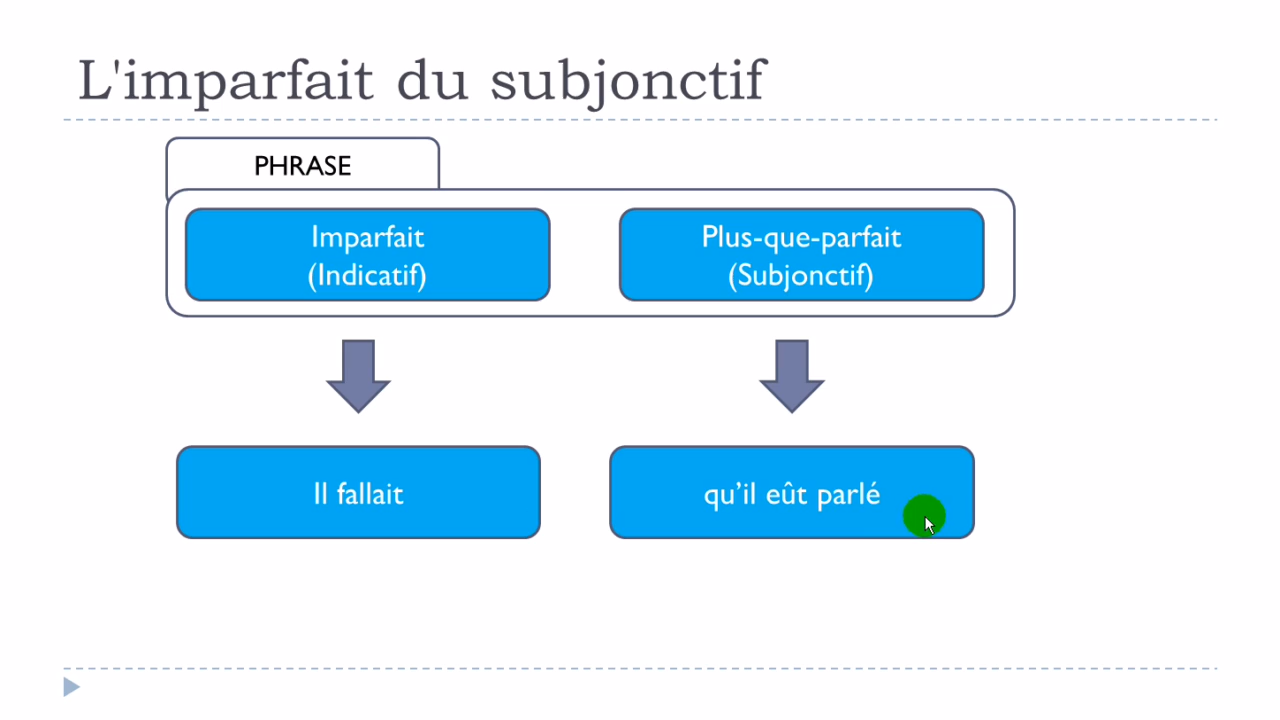 L'imparfait du subjonctif
PHRASE
Imparfait
(Indicatif)
Plus-que-parfait
(Subjonctif)
Il fallait
qu’il eût parlé